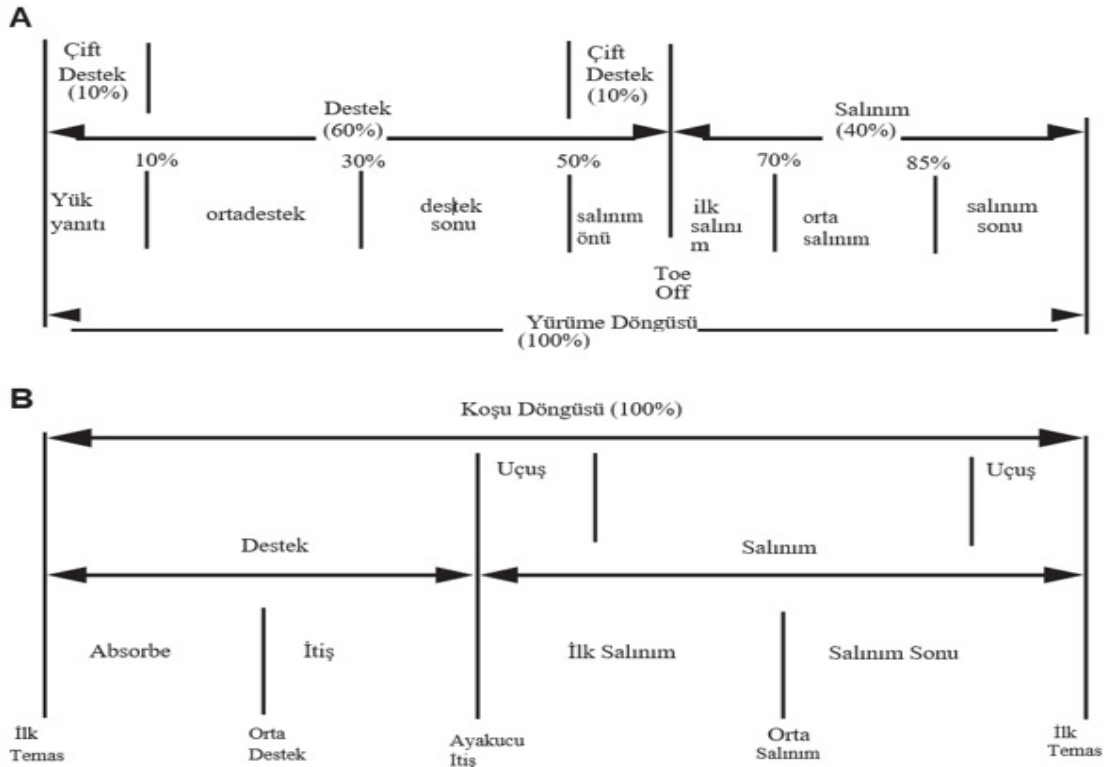 A
Çift
Destek
(10%)
Çift
Destek
(10%)
Destek
(60%)
Salınım
(40%)
10%
30%
50%
70%
85%
Yük
yanıtı
ortadestek
destek
sonu
salınım
önü
ilk
salını
m
orta
salınım
salınım
sonu
Toe
Off
Yürüme Döngüsü
(100%)
B
Koşu Döngüsü (100%)
Uçuş
Uçuş
Destek
Salınım
Absorbe
İtiş
İlk Salınım
Salınım Sonu
İlk
Temas
Orta
Destek
Ayakucu
İtiş
Orta
Salınım
İlk
Temas